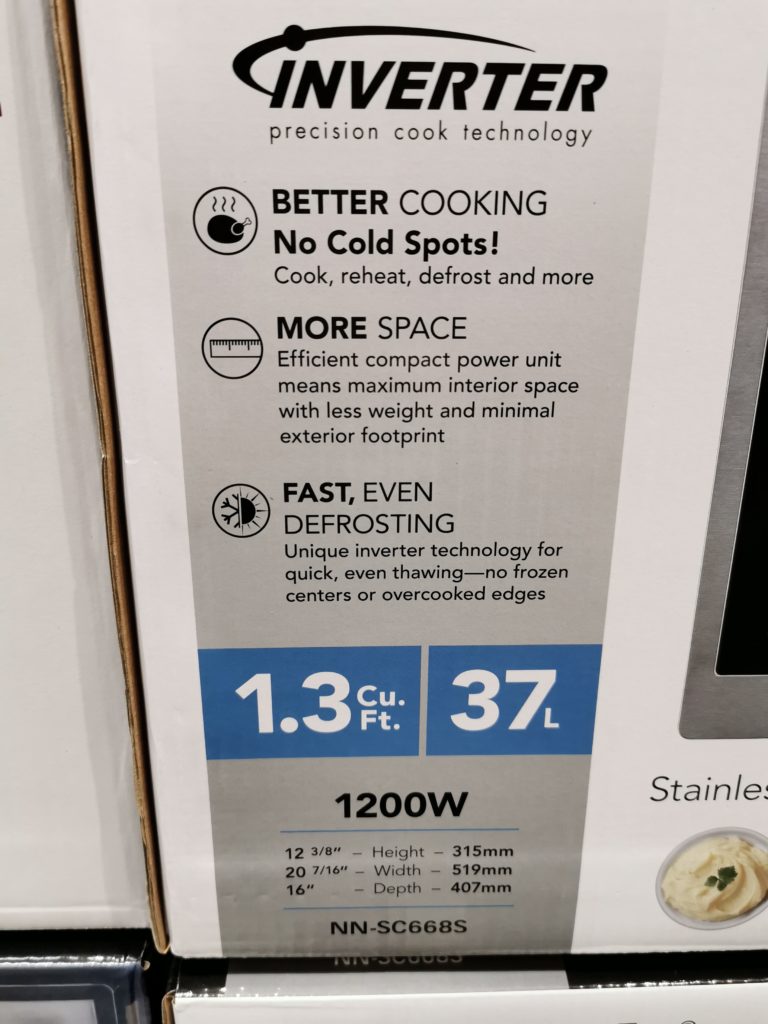 INVERTER
precision cook technology
BETTER COOKING
No Cold Spots!
Cook, reheat, defrost and more
MORE SPACE
Efficient compact power unit
means maximum interior space
with less weight and minimal
exterior footprint
FAST, EVEN
DEFROSTING
Unique inverter technology for
quick, even thawing—no frozen
centers or overcooked edges
1.3 Cu. Ft. 37L
1200W
12 3/8" – Height – 315mm
20 7/16" – Width – 519mm
16" – Depth – 407mm
NN-SC668S
NN-SC668S